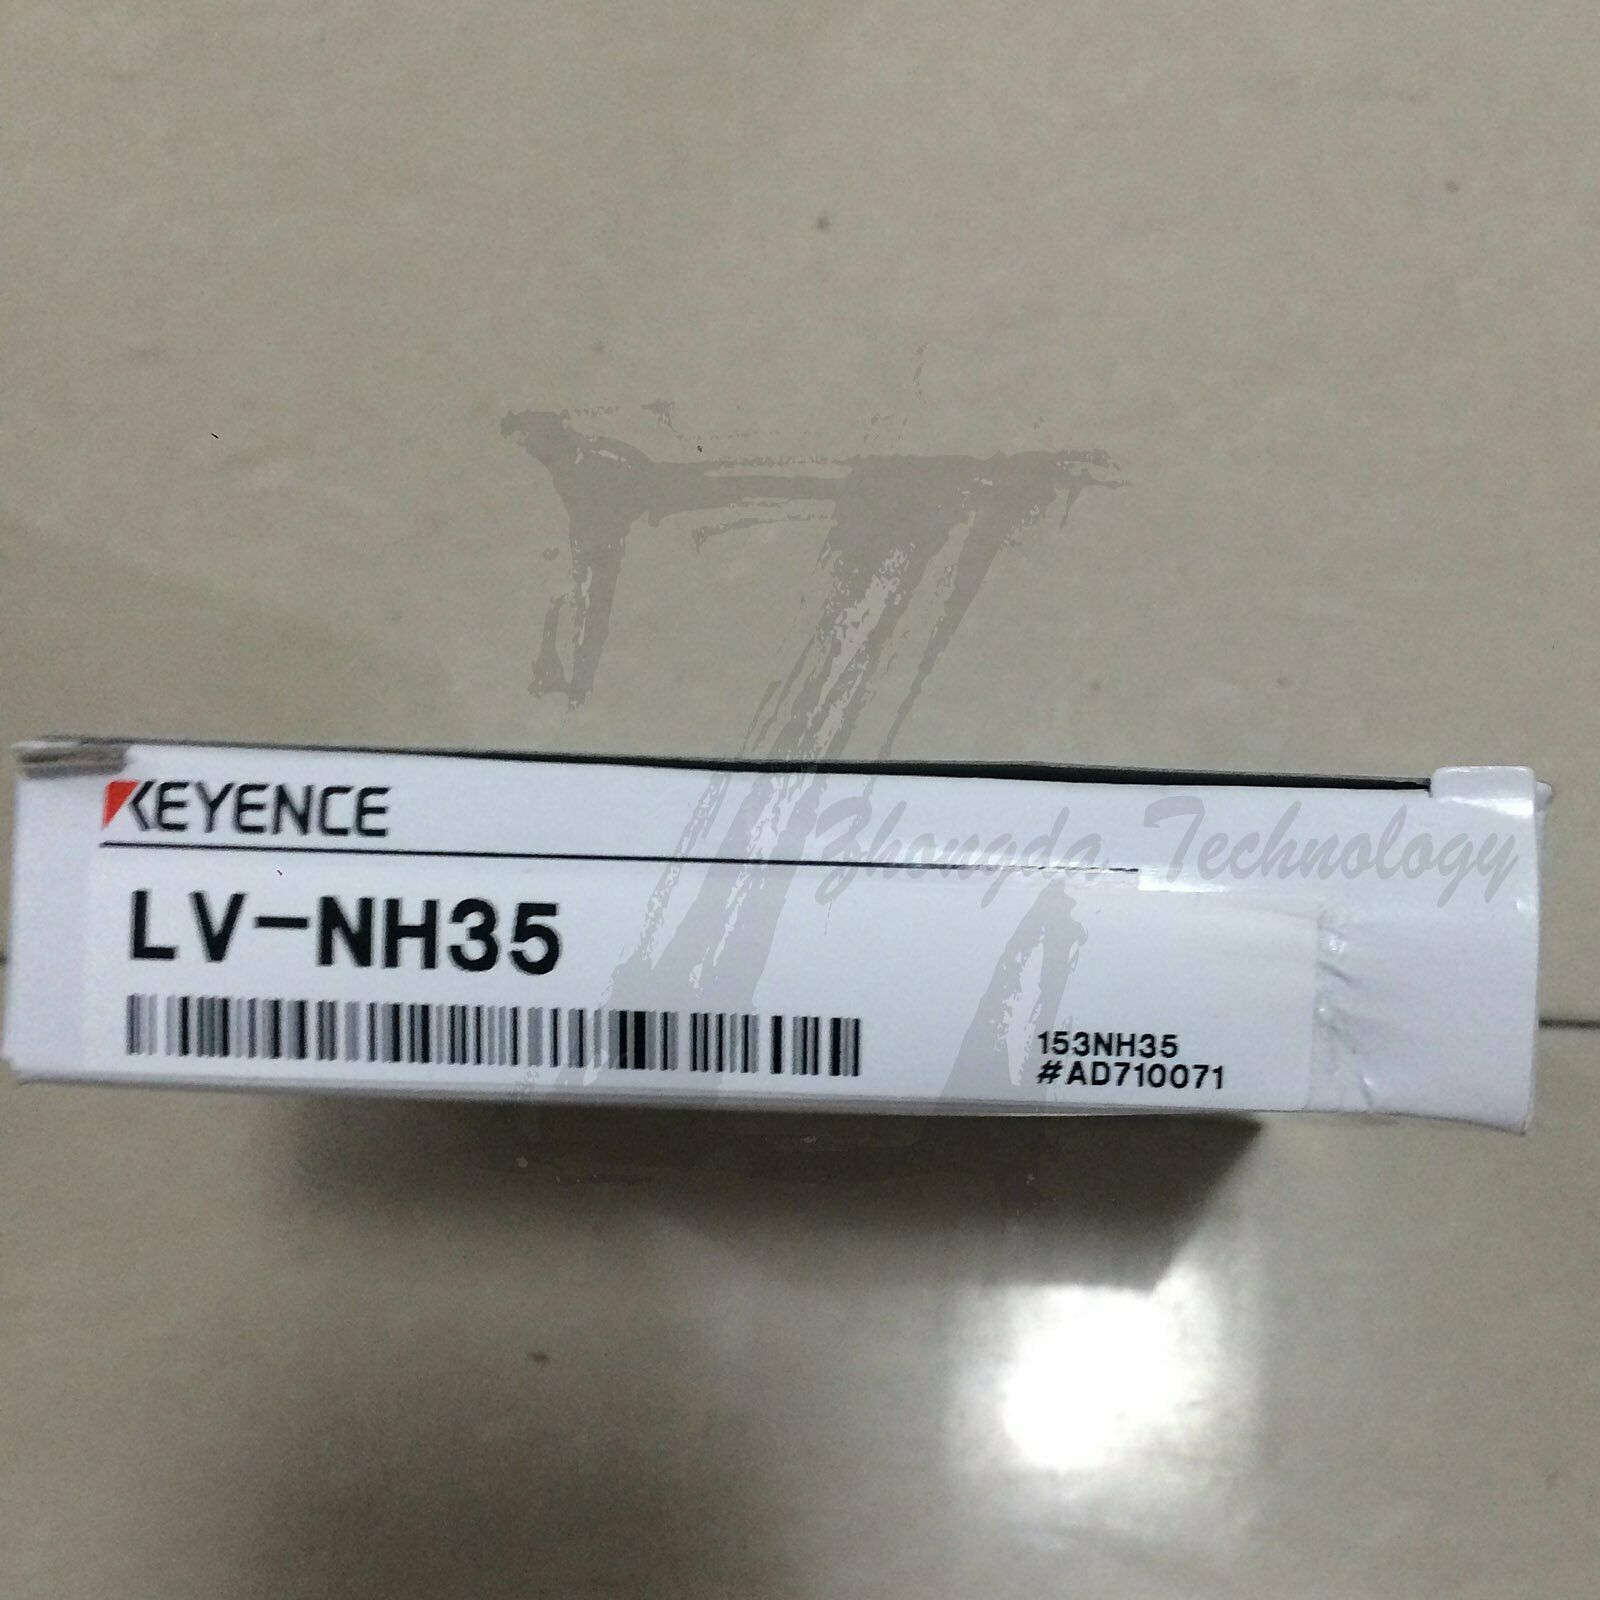 KEYENCE
Zhongda Technology
LV-NH35
153NH35
#AD710071